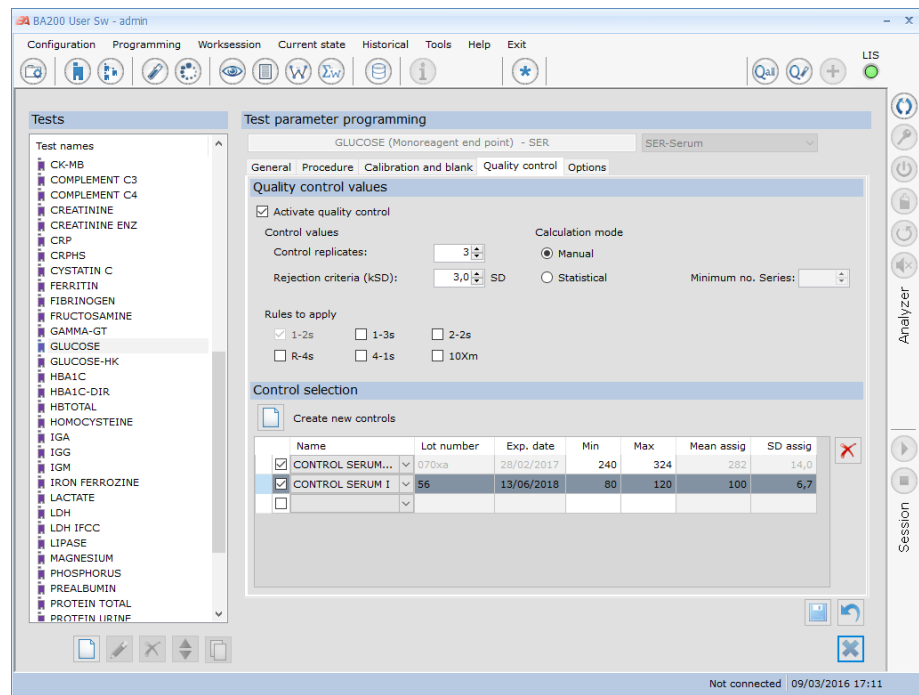 BA200 User Sw - admin
Configuration Programming Worksession Current state Historical Tools Help Exit
LIS
Tests
Test names
CK-MB
COMPLEMENT C3
COMPLEMENT C4
CREATININE
CREATININE ENZ
CRP
CRPHS
CYSTATIN C
FERRITIN
FIBRINOGEN
FRUCTOSAMINE
GAMMA-GT
GLUCOSE
GLUCOSE-HK
HBA1C
HBA1C-DIR
HBTOTAL
HOMOCYSTEINE
IGA
IGG
IGM
IRON FERROZINE
LACTATE
LDH
LDH IFCC
LIPASE
MAGNESIUM
PHOSPHORUS
PREALBUMIN
PROTEIN TOTAL
PROTEIN URINE
Test parameter programming
GLUCOSE (Monoreagent end point) - SER SER-Serum
General Procedure Calibration and blank Quality control Options
Quality control values
Activate quality control
Control values Calculation mode
Control replicates: 3 Manual
Rejection criteria (kSD): 3,0 SD Statistical Minimum no. Series:
Rules to apply
1-2s 1-3s 2-2s
R-4s 4-1s 10Xm
Control selection
Create new controls
Name Lot number Exp. date Min Max Mean assig SD assig
CONTROL SERUM... 070xa 28/02/2017 240 324 282 14,0
CONTROL SERUM I 56 13/06/2018 80 120 100 6,7
Qall Q W Σw
Analyzer
Session
Not connected 09/03/2016 17:11